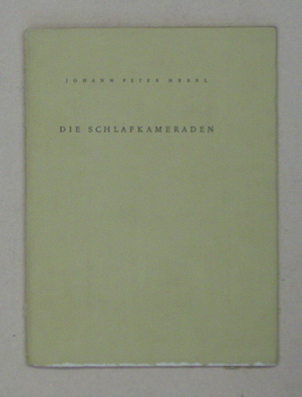 JOHANN PETER HEBEL
DIE SCHLAFKAMERADEN